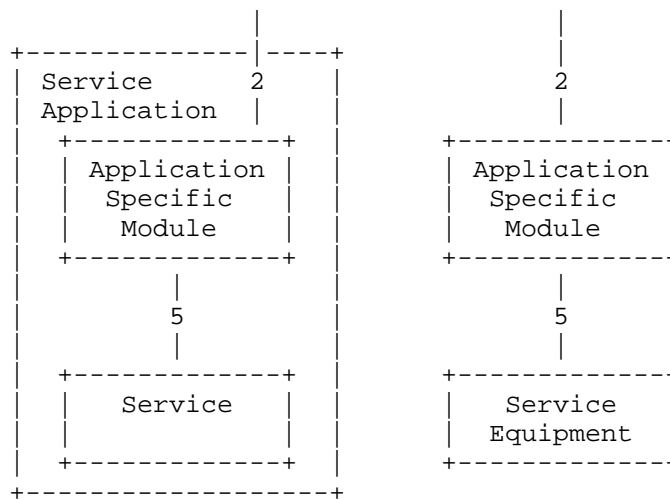 Service 2 2
Application
Application Application
Specific Specific
Module Module
5 5
Service Service
Equipment